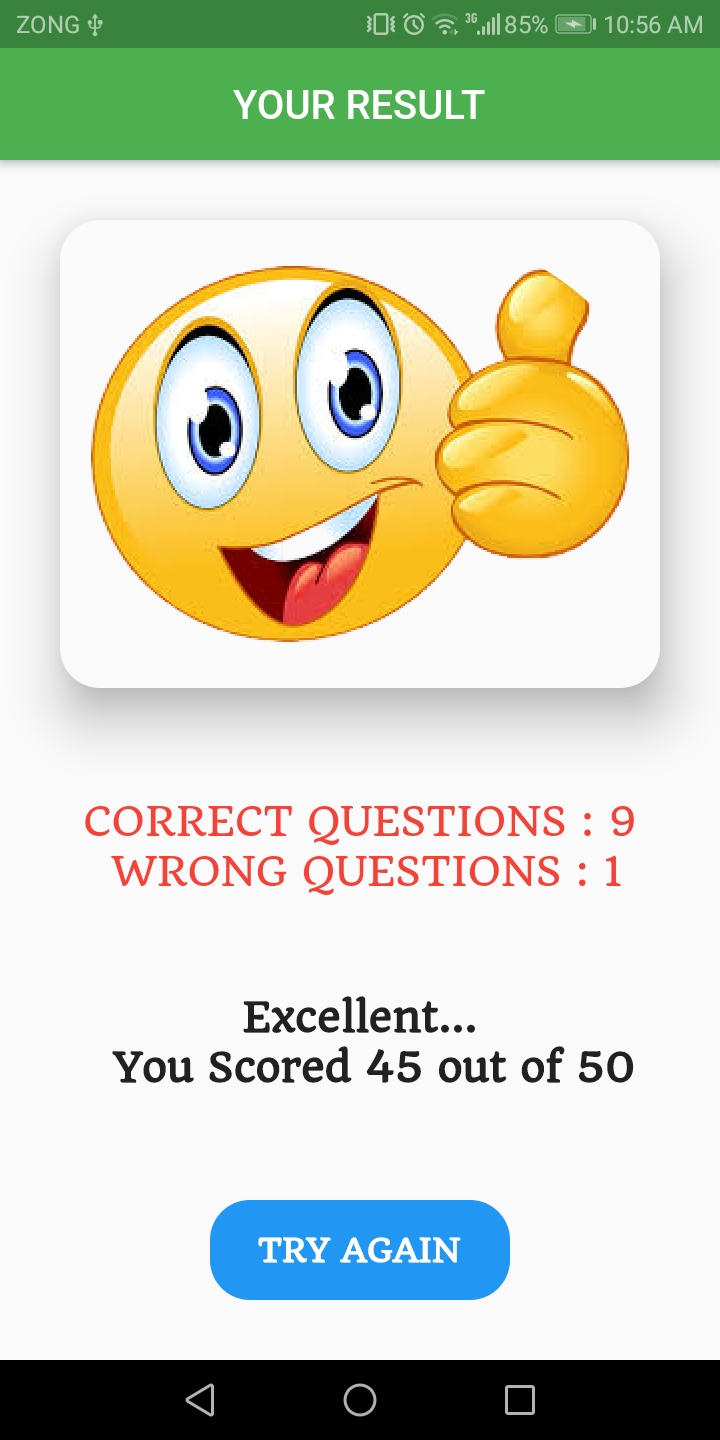 ZONG 3G 85% 10:56 AM
YOUR RESULT
CORRECT QUESTIONS : 9
WRONG QUESTIONS : 1
Excellent...
You Scored 45 out of 50
TRY AGAIN